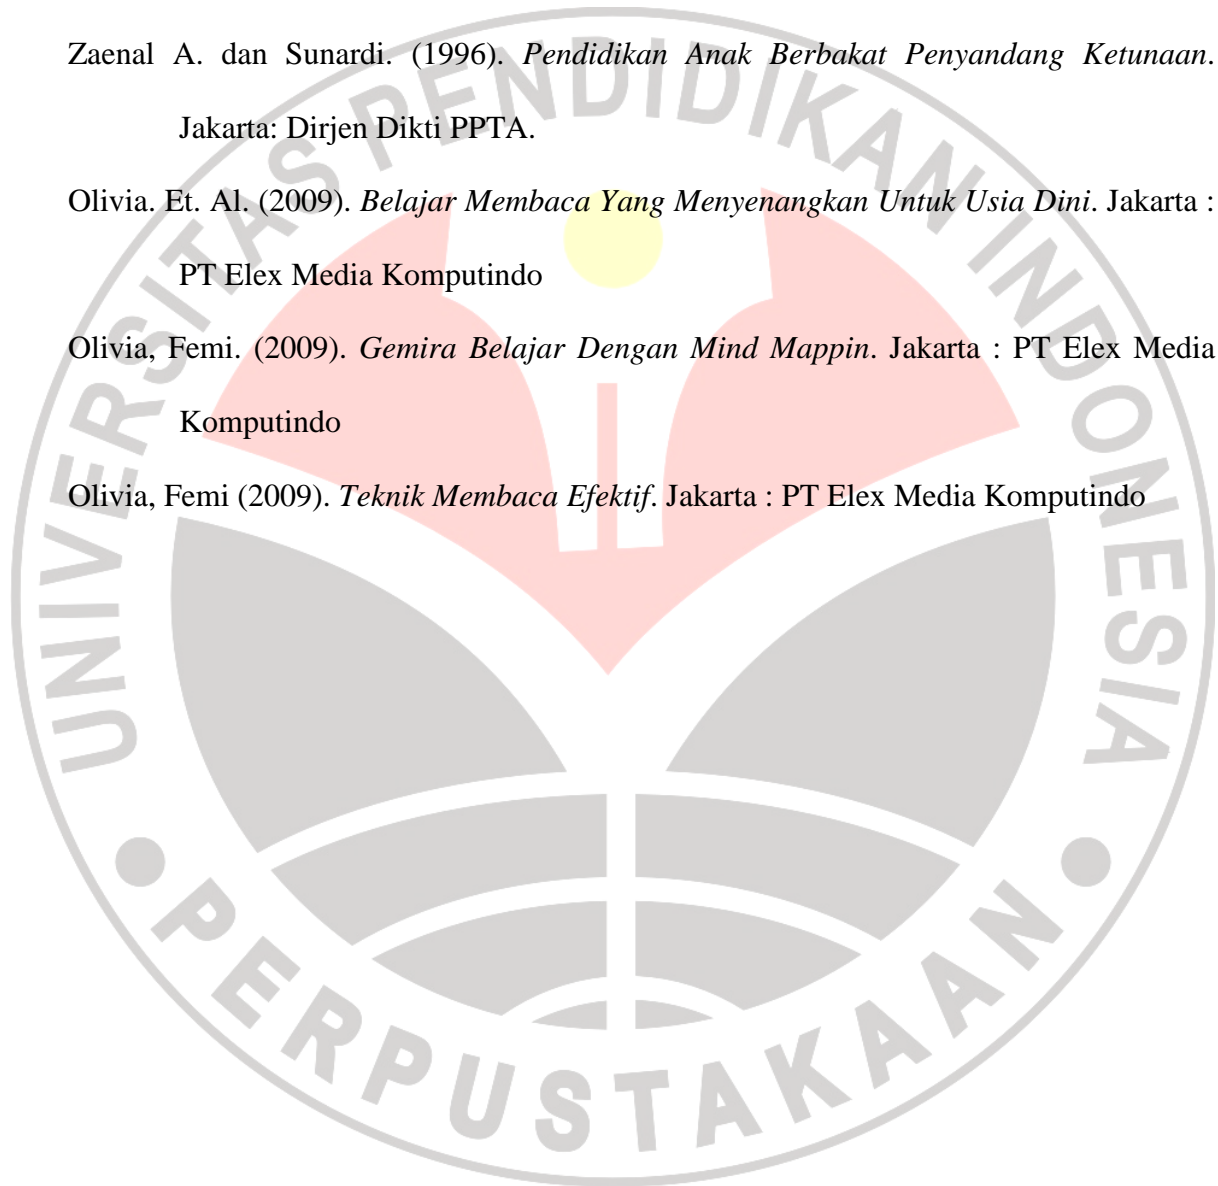 Zaenal A. dan Sunardi. (1996). Pendidikan Anak Berbakat Penyandang Ketunaan.
Jakarta: Dirjen Dikti PPTA.
Olivia. Et. Al. (2009). Belajar Membaca Yang Menyenangkan Untuk Usia Dini. Jakarta :
PT Elex Media Komputindo
Olivia, Femi. (2009). Gemira Belajar Dengan Mind Mappin. Jakarta : PT Elex Media
Komputindo
Olivia, Femi (2009). Teknik Membaca Efektif. Jakarta : PT Elex Media Komputindo
UNIVERSITAS PENDIDIKAN INDONESIA
PERPUSTAKAAN